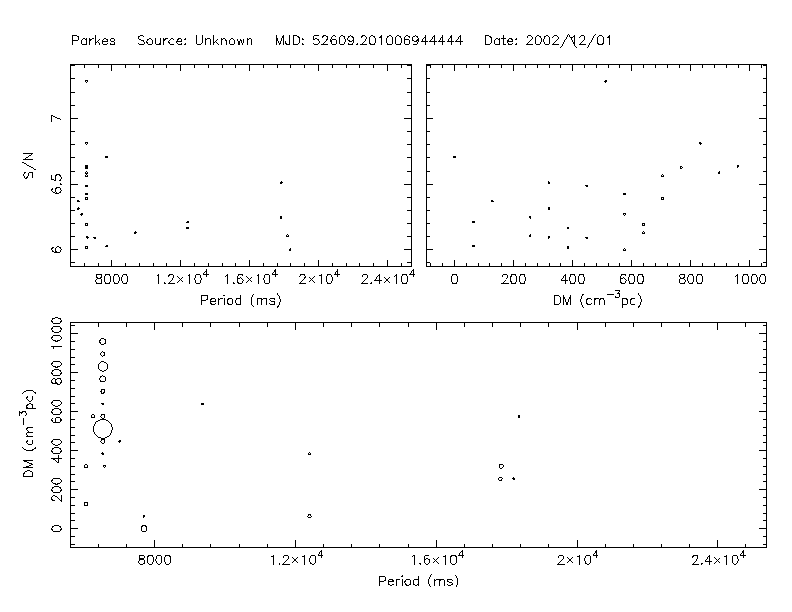 Parkes Source: Unknown MJD: 52609.201006944444 Date: 2002/12/01
S/N
7
6.5
6
8000 1.2×10⁴ 1.6×10⁴ 2×10⁴ 2.4×10⁴
Period (ms)
0 200 400 600 800 1000
DM (cm⁻³pc)
DM (cm⁻³pc)
1000
800
600
400
200
0
8000 1.2×10⁴ 1.6×10⁴ 2×10⁴ 2.4×10⁴
Period (ms)